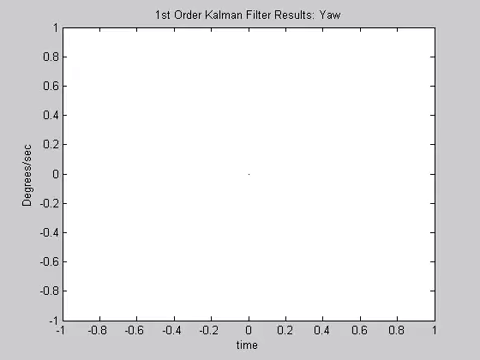 1st Order Kalman Filter Results: Yaw
1
0.8
0.6
0.4
0.2
0
-0.2
-0.4
-0.6
-0.8
-1
Degrees/sec
-1 -0.8 -0.6 -0.4 -0.2 0 0.2 0.4 0.6 0.8 1
time